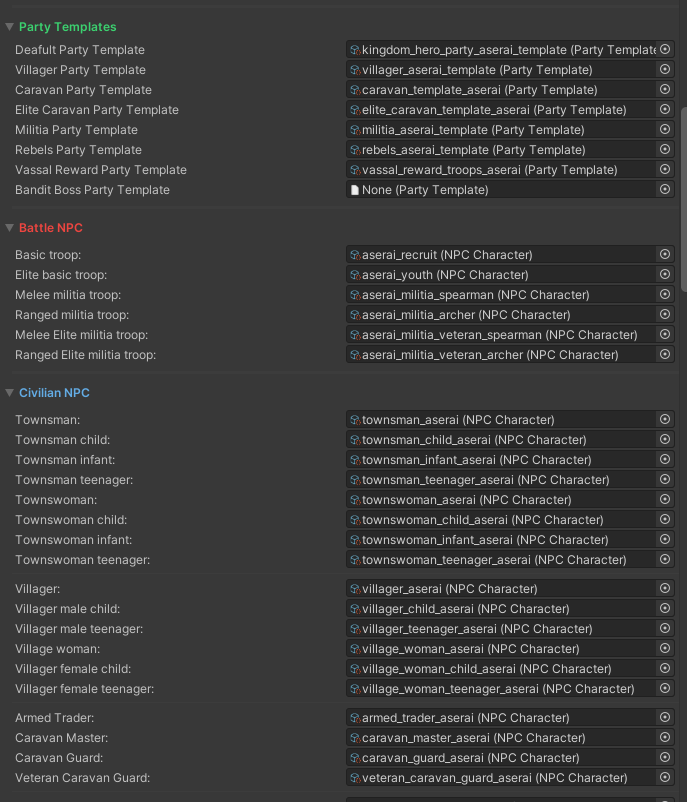 Party Templates
Deafult Party Template kingdom_hero_party_aserai_template (Party Template
Villager Party Template villager_aserai_template (Party Template)
Caravan Party Template caravan_template_aserai (Party Template)
Elite Caravan Party Template elite_caravan_template_aserai (Party Template)
Militia Party Template militia_aserai_template (Party Template)
Rebels Party Template rebels_aserai_template (Party Template)
Vassal Reward Party Template vassal_reward_troops_aserai (Party Template)
Bandit Boss Party Template None (Party Template)
Battle NPC
Basic troop: aserai_recruit (NPC Character)
Elite basic troop: aserai_youth (NPC Character)
Melee militia troop: aserai_militia_spearman (NPC Character)
Ranged militia troop: aserai_militia_archer (NPC Character)
Melee Elite militia troop: aserai_militia_veteran_spearman (NPC Character)
Ranged Elite militia troop: aserai_militia_veteran_archer (NPC Character)
Civilian NPC
Townsman: townsman_aserai (NPC Character)
Townsman child: townsman_child_aserai (NPC Character)
Townsman infant: townsman_infant_aserai (NPC Character)
Townsman teenager: townsman_teenager_aserai (NPC Character)
Townswoman: townswoman_aserai (NPC Character)
Townswoman child: townswoman_child_aserai (NPC Character)
Townswoman infant: townswoman_infant_aserai (NPC Character)
Townswoman teenager: townswoman_teenager_aserai (NPC Character)
Villager: villager_aserai (NPC Character)
Villager male child: villager_child_aserai (NPC Character)
Villager male teenager: villager_teenager_aserai (NPC Character)
Village woman: village_woman_aserai (NPC Character)
Villager female child: village_woman_child_aserai (NPC Character)
Villager female teenager: village_woman_teenager_aserai (NPC Character)
Armed Trader: armed_trader_aserai (NPC Character)
Caravan Master: caravan_master_aserai (NPC Character)
Caravan Guard: caravan_guard_aserai (NPC Character)
Veteran Caravan Guard: veteran_caravan_guard_aserai (NPC Character)